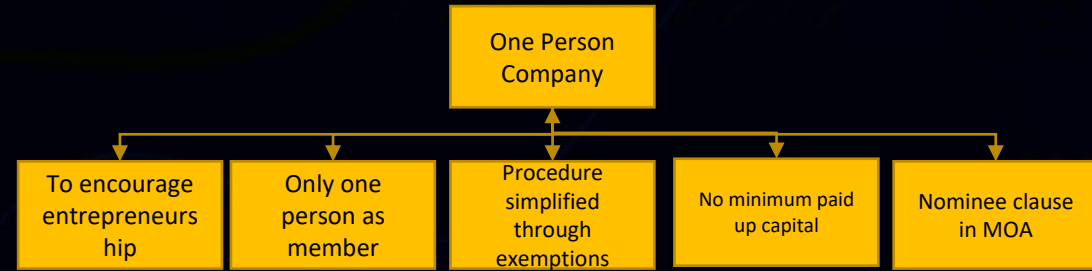 One Person
Company
To encourage
entrepreneurs
hip
Only one
person as
member
Procedure
simplified
through
exemptions
No minimum paid
up capital
Nominee clause
in MOA